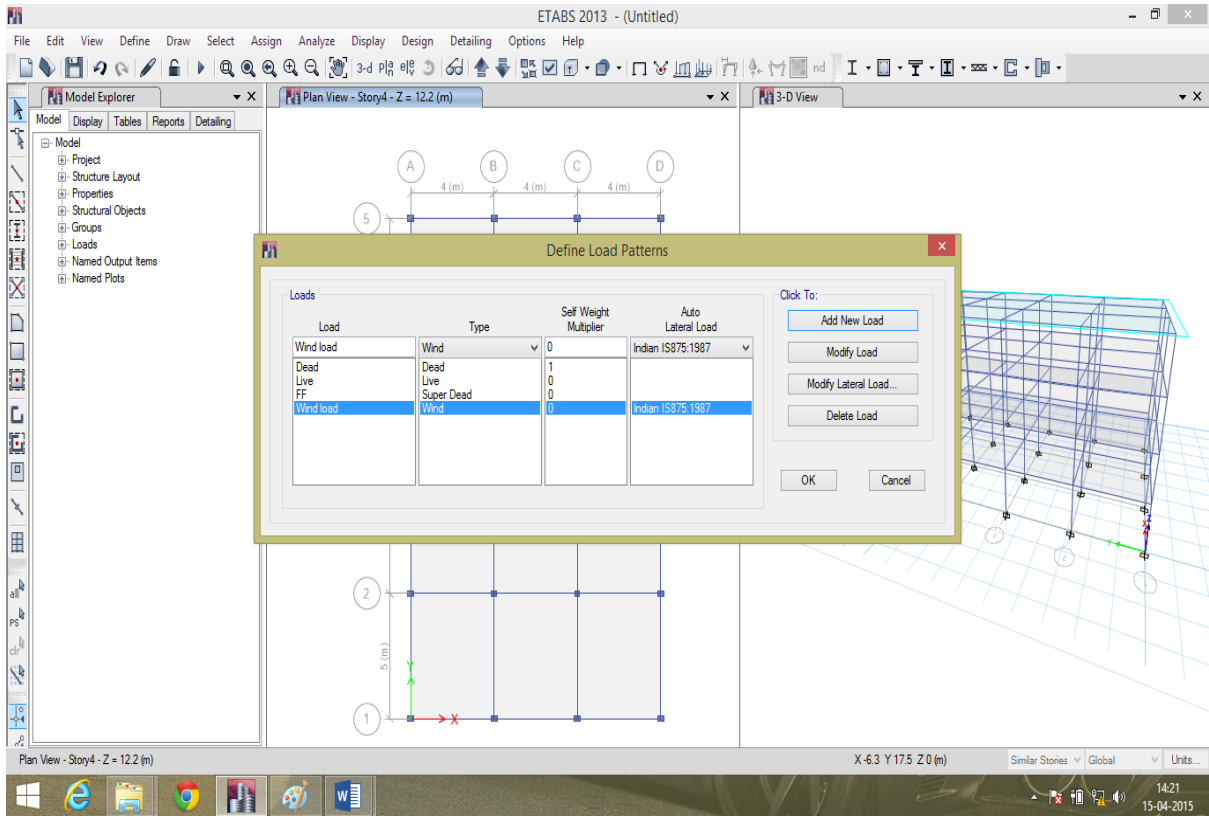 ETABS 2013 - (Untitled)
File Edit View Define Draw Select Assign Analyze Display Design Detailing Options Help
3-d nd
Model Explorer
Plan View - Story4 - Z = 12.2 (m)
3-D View
Model Display Tables Reports Detailing
Model
Project
Structure Layout
Properties
Structural Objects
Groups
Loads
Named Output Items
Named Plots
A B C D
4 (m) 4 (m) 4 (m)
5
Define Load Patterns
Loads
Click To:
Load Type Self Weight Multiplier Auto Lateral Load
Wind load Wind 0 Indian IS875:1987
Dead Dead 1
Live Live 0
FF Super Dead 0
Wind load Wind 0 Indian IS875:1987
Add New Load
Modify Load
Modify Lateral Load...
Delete Load
OK Cancel
2
5 (m)
Y
1
X
all
PS
clr
Plan View - Story4 - Z = 12.2 (m)
X -6.3 Y 17.5 Z 0 (m)
Similar Stories Global Units...
14:21
15-04-2015